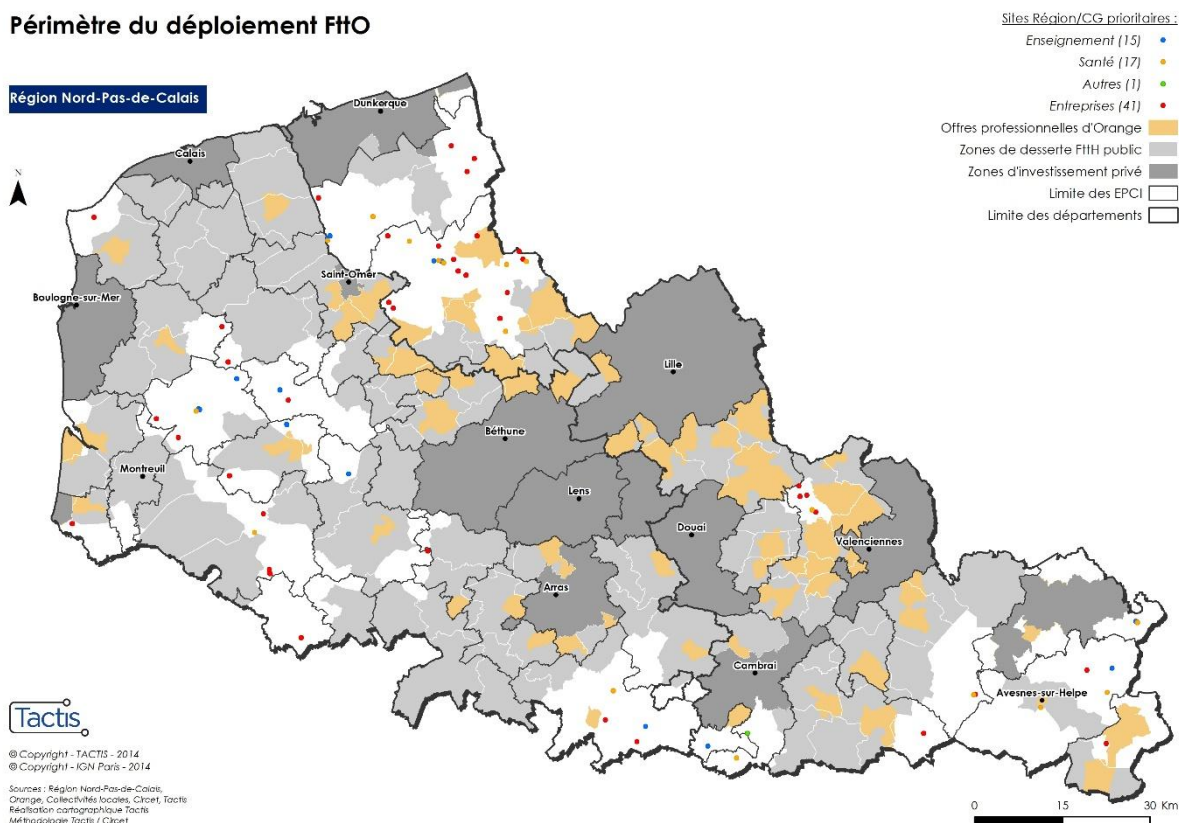 Périmètre du déploiement FttO
Région Nord-Pas-de-Calais
Sites Région/CG prioritaires :
Enseignement (15)
Santé (17)
Autres (1)
Entreprises (41)
Offres professionnelles d'Orange
Zones de desserte FttH public
Zones d'investissement privé
Limite des EPCI
Limite des départements
N
Dunkerque
Calais
Saint-Omer
Boulogne-sur-Mer
Lille
Béthune
Montreuil
Lens
Douai
Valenciennes
Arras
Cambrai
Avesnes-sur-Helpe
Tactis
© Copyright - TACTIS - 2014
© Copyright - IGN Paris - 2014
Sources : Région Nord-Pas-de-Calais,
Orange, Collectivités locales, Circet, Tactis
Réalisation cartographique Tactis
Méthodologie Tactis / Circet
0 15 30 Km